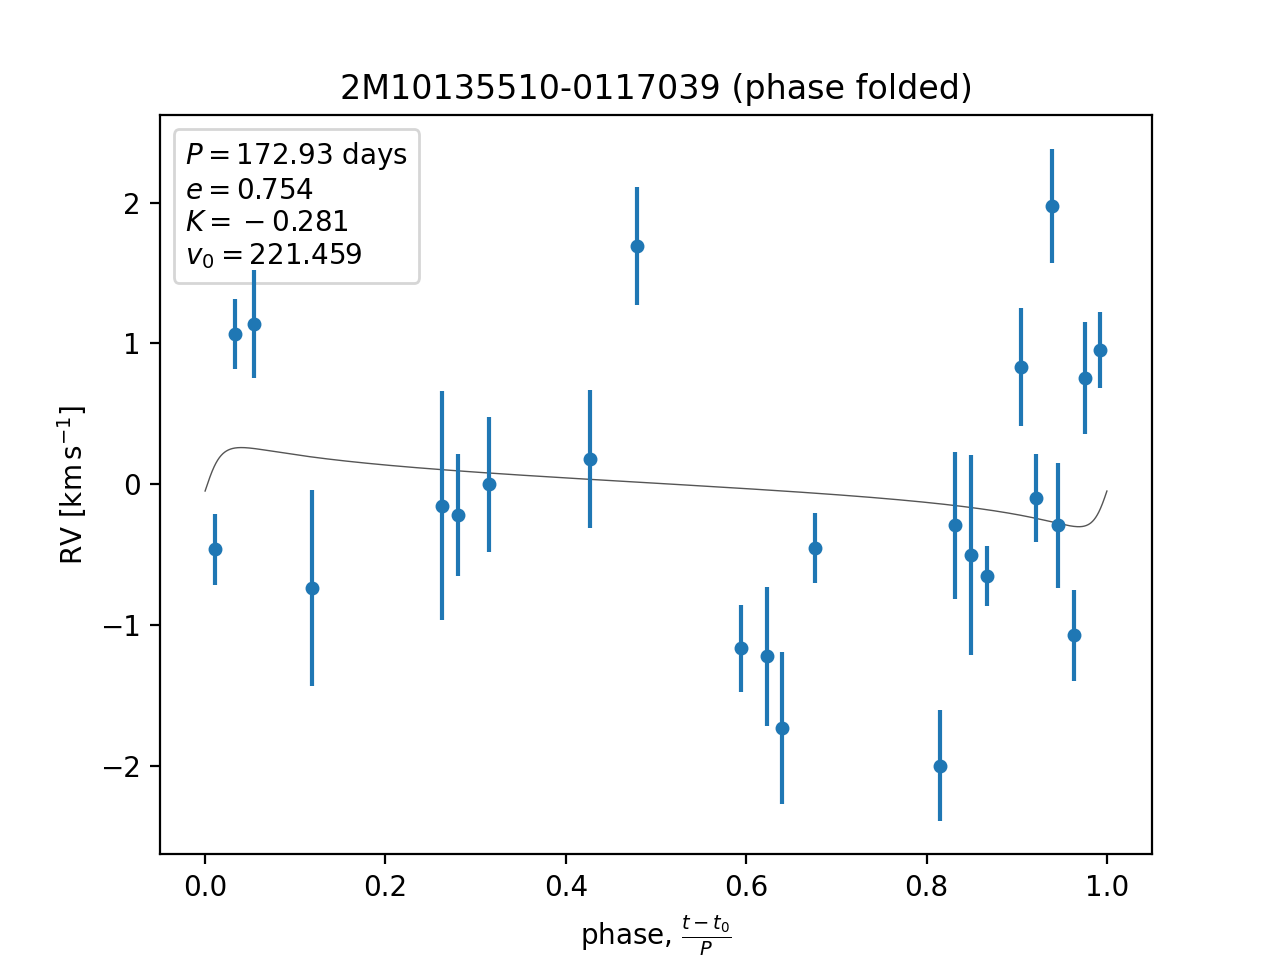 2M10135510-0117039 (phase folded)
P = 172.93 days
e = 0.754
K = −0.281
v₀ = 221.459
RV [km s⁻¹]
2
1
0
−1
−2
0.0 0.2 0.4 0.6 0.8 1.0
phase, (t − t₀)/P